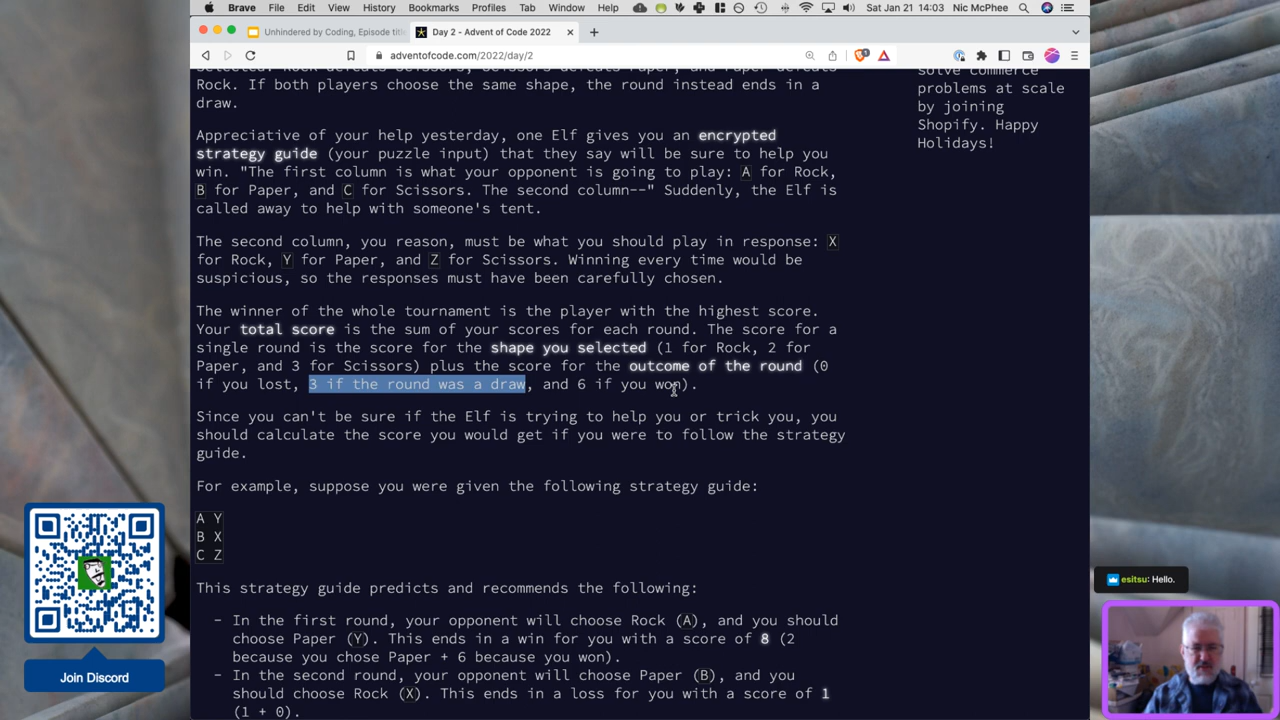 Brave File Edit View History Bookmarks Profiles Tab Window Help Sat Jan 21 14:03 Nic McPhee
Unhindered by Coding, Episode titl
Day 2 - Advent of Code 2022
adventofcode.com/2022/day/2
Rock. If both players choose the same shape, the round instead ends in a
draw.
Appreciative of your help yesterday, one Elf gives you an encrypted
strategy guide (your puzzle input) that they say will be sure to help you
win. "The first column is what your opponent is going to play: A for Rock,
B for Paper, and C for Scissors. The second column--" Suddenly, the Elf is
called away to help with someone's tent.
The second column, you reason, must be what you should play in response: X
for Rock, Y for Paper, and Z for Scissors. Winning every time would be
suspicious, so the responses must have been carefully chosen.
The winner of the whole tournament is the player with the highest score.
Your total score is the sum of your scores for each round. The score for a
single round is the score for the shape you selected (1 for Rock, 2 for
Paper, and 3 for Scissors) plus the score for the outcome of the round (0
if you lost, 3 if the round was a draw, and 6 if you won).
Since you can't be sure if the Elf is trying to help you or trick you, you
should calculate the score you would get if you were to follow the strategy
guide.
For example, suppose you were given the following strategy guide:
A Y
B X
C Z
This strategy guide predicts and recommends the following:
- In the first round, your opponent will choose Rock (A), and you should
choose Paper (Y). This ends in a win for you with a score of 8 (2
because you chose Paper + 6 because you won).
- In the second round, your opponent will choose Paper (B), and you
should choose Rock (X). This ends in a loss for you with a score of 1
(1 + 0).
solve commerce
problems at scale
by joining
Shopify. Happy
Holidays!
Join Discord
esitsu: Hello.